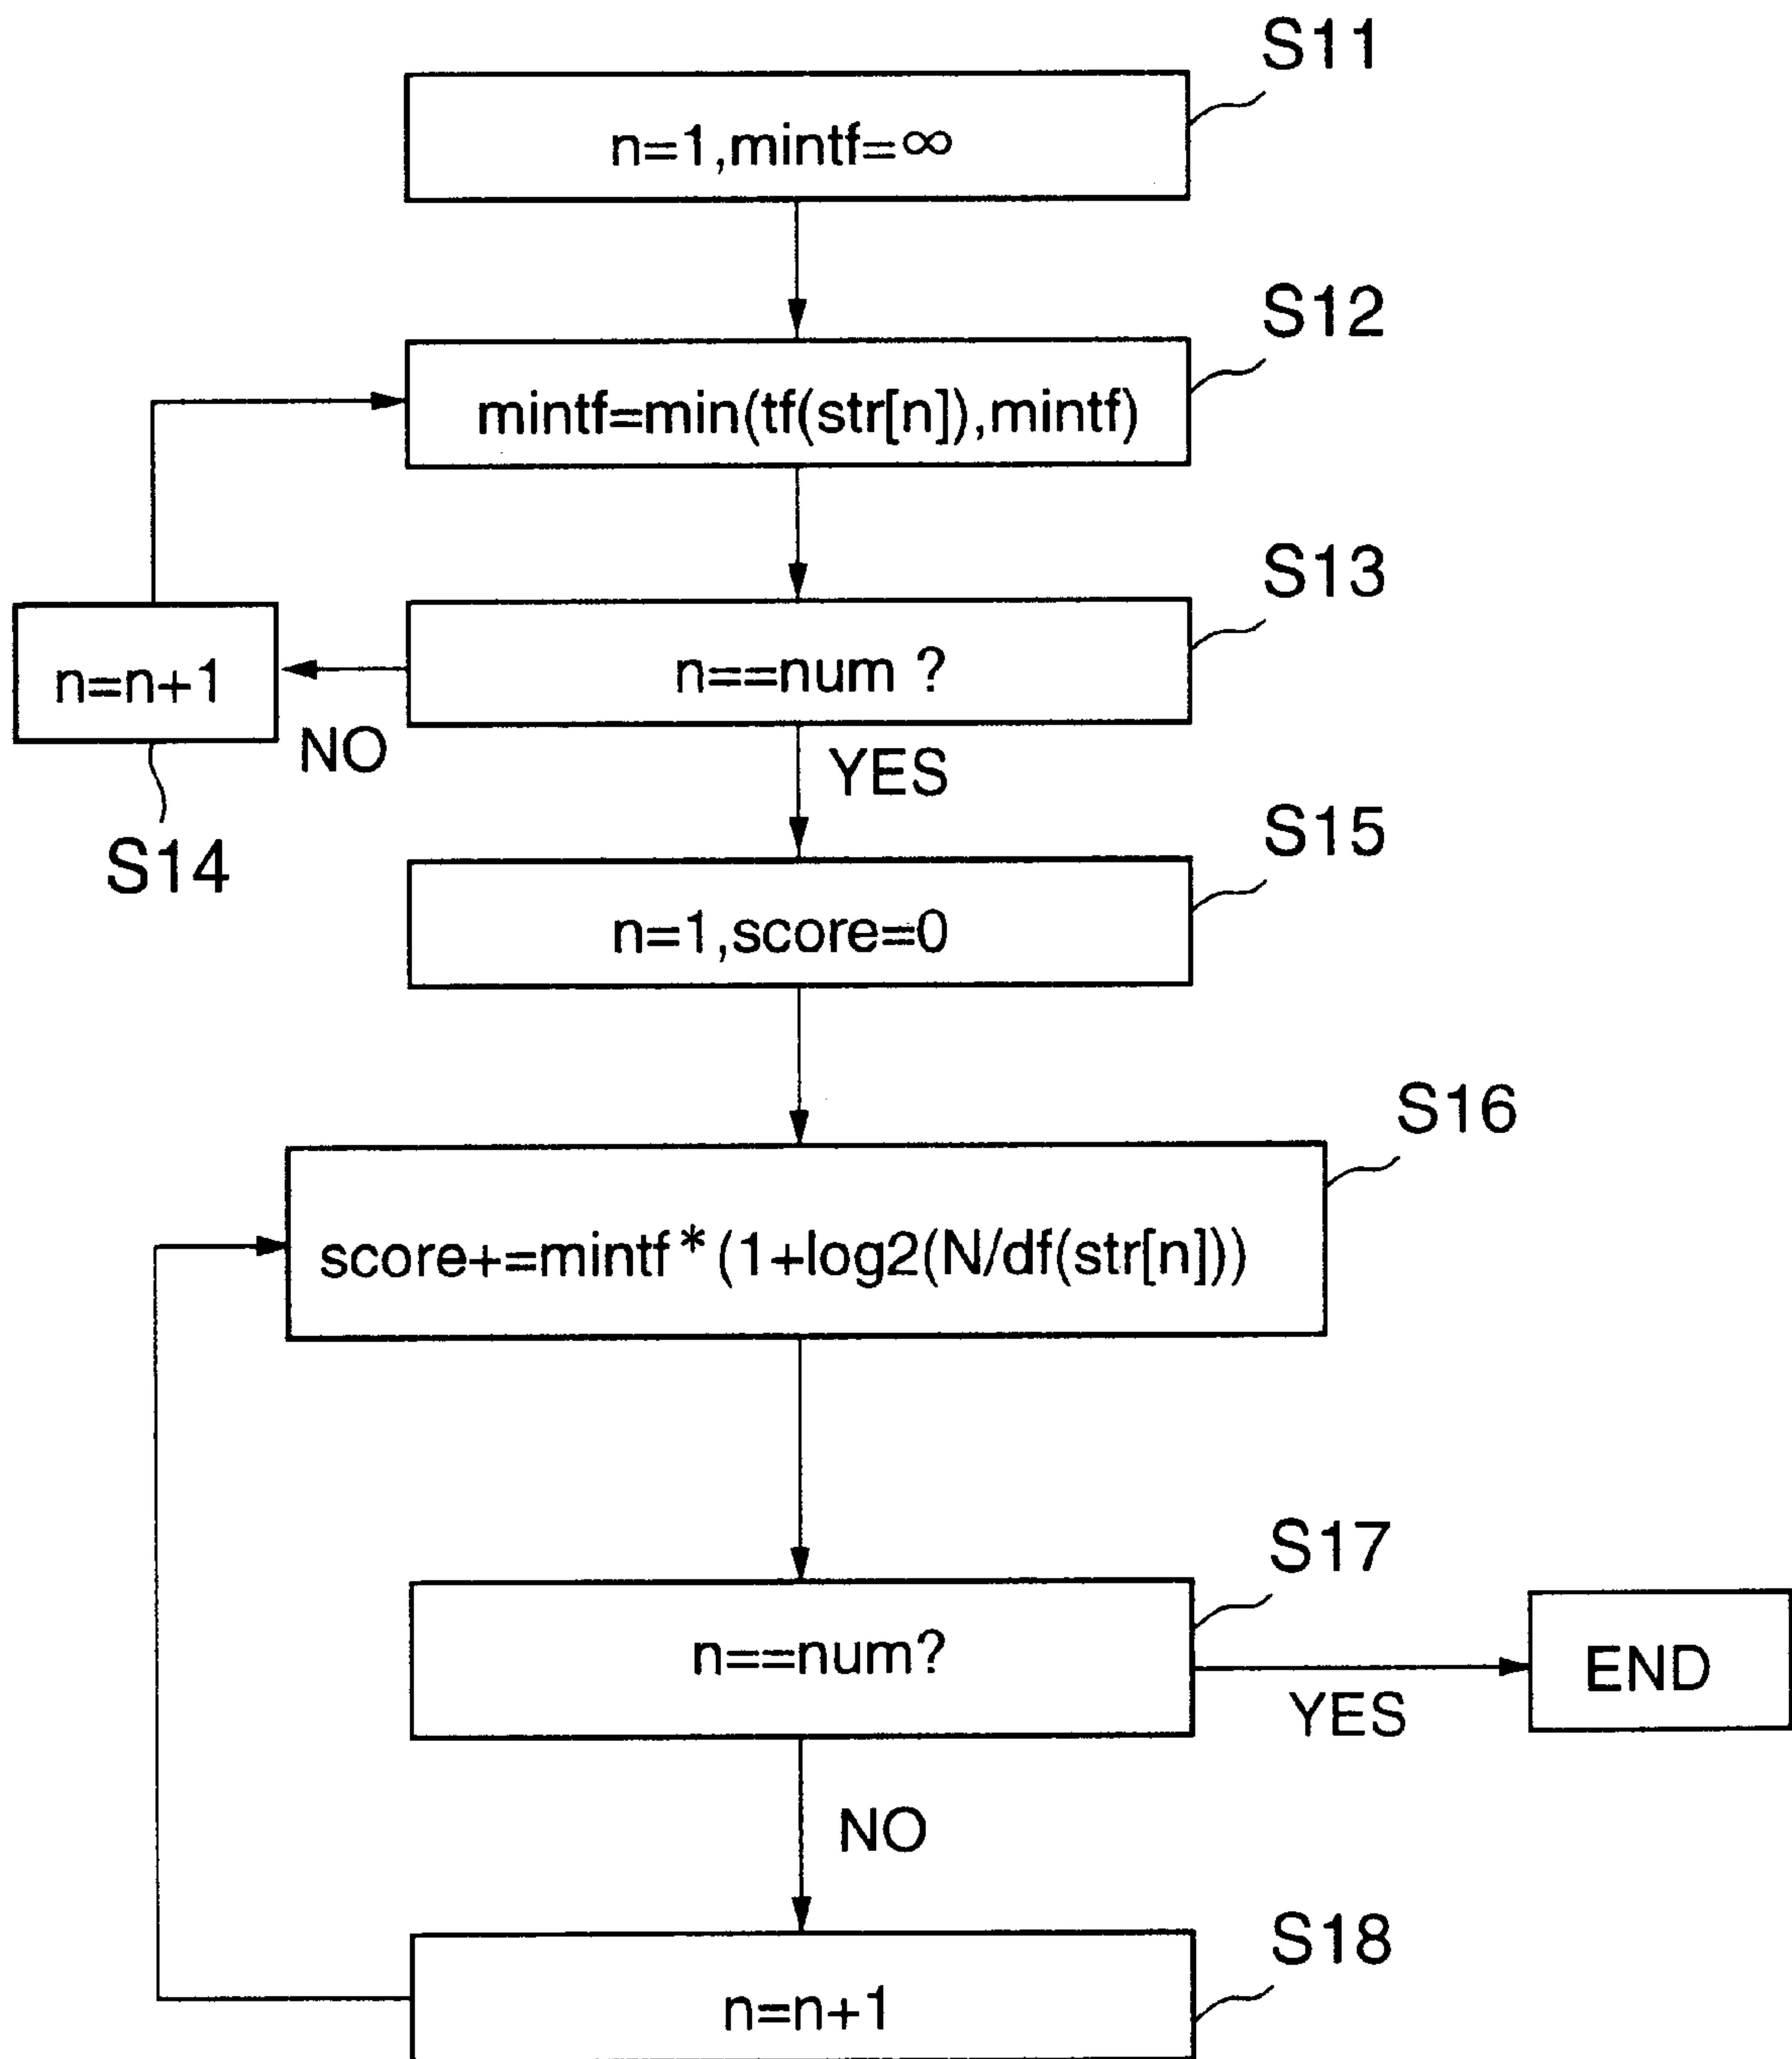 S11
n=1,mintf=∞
S12
mintf=min(tf(str[n]),mintf)
S13
n==num ?
n=n+1
NO
YES
S14
S15
n=1,score=0
S16
score+=mintf*(1+log2(N/df(str[n]))
S17
n==num?
END
YES
NO
S18
n=n+1